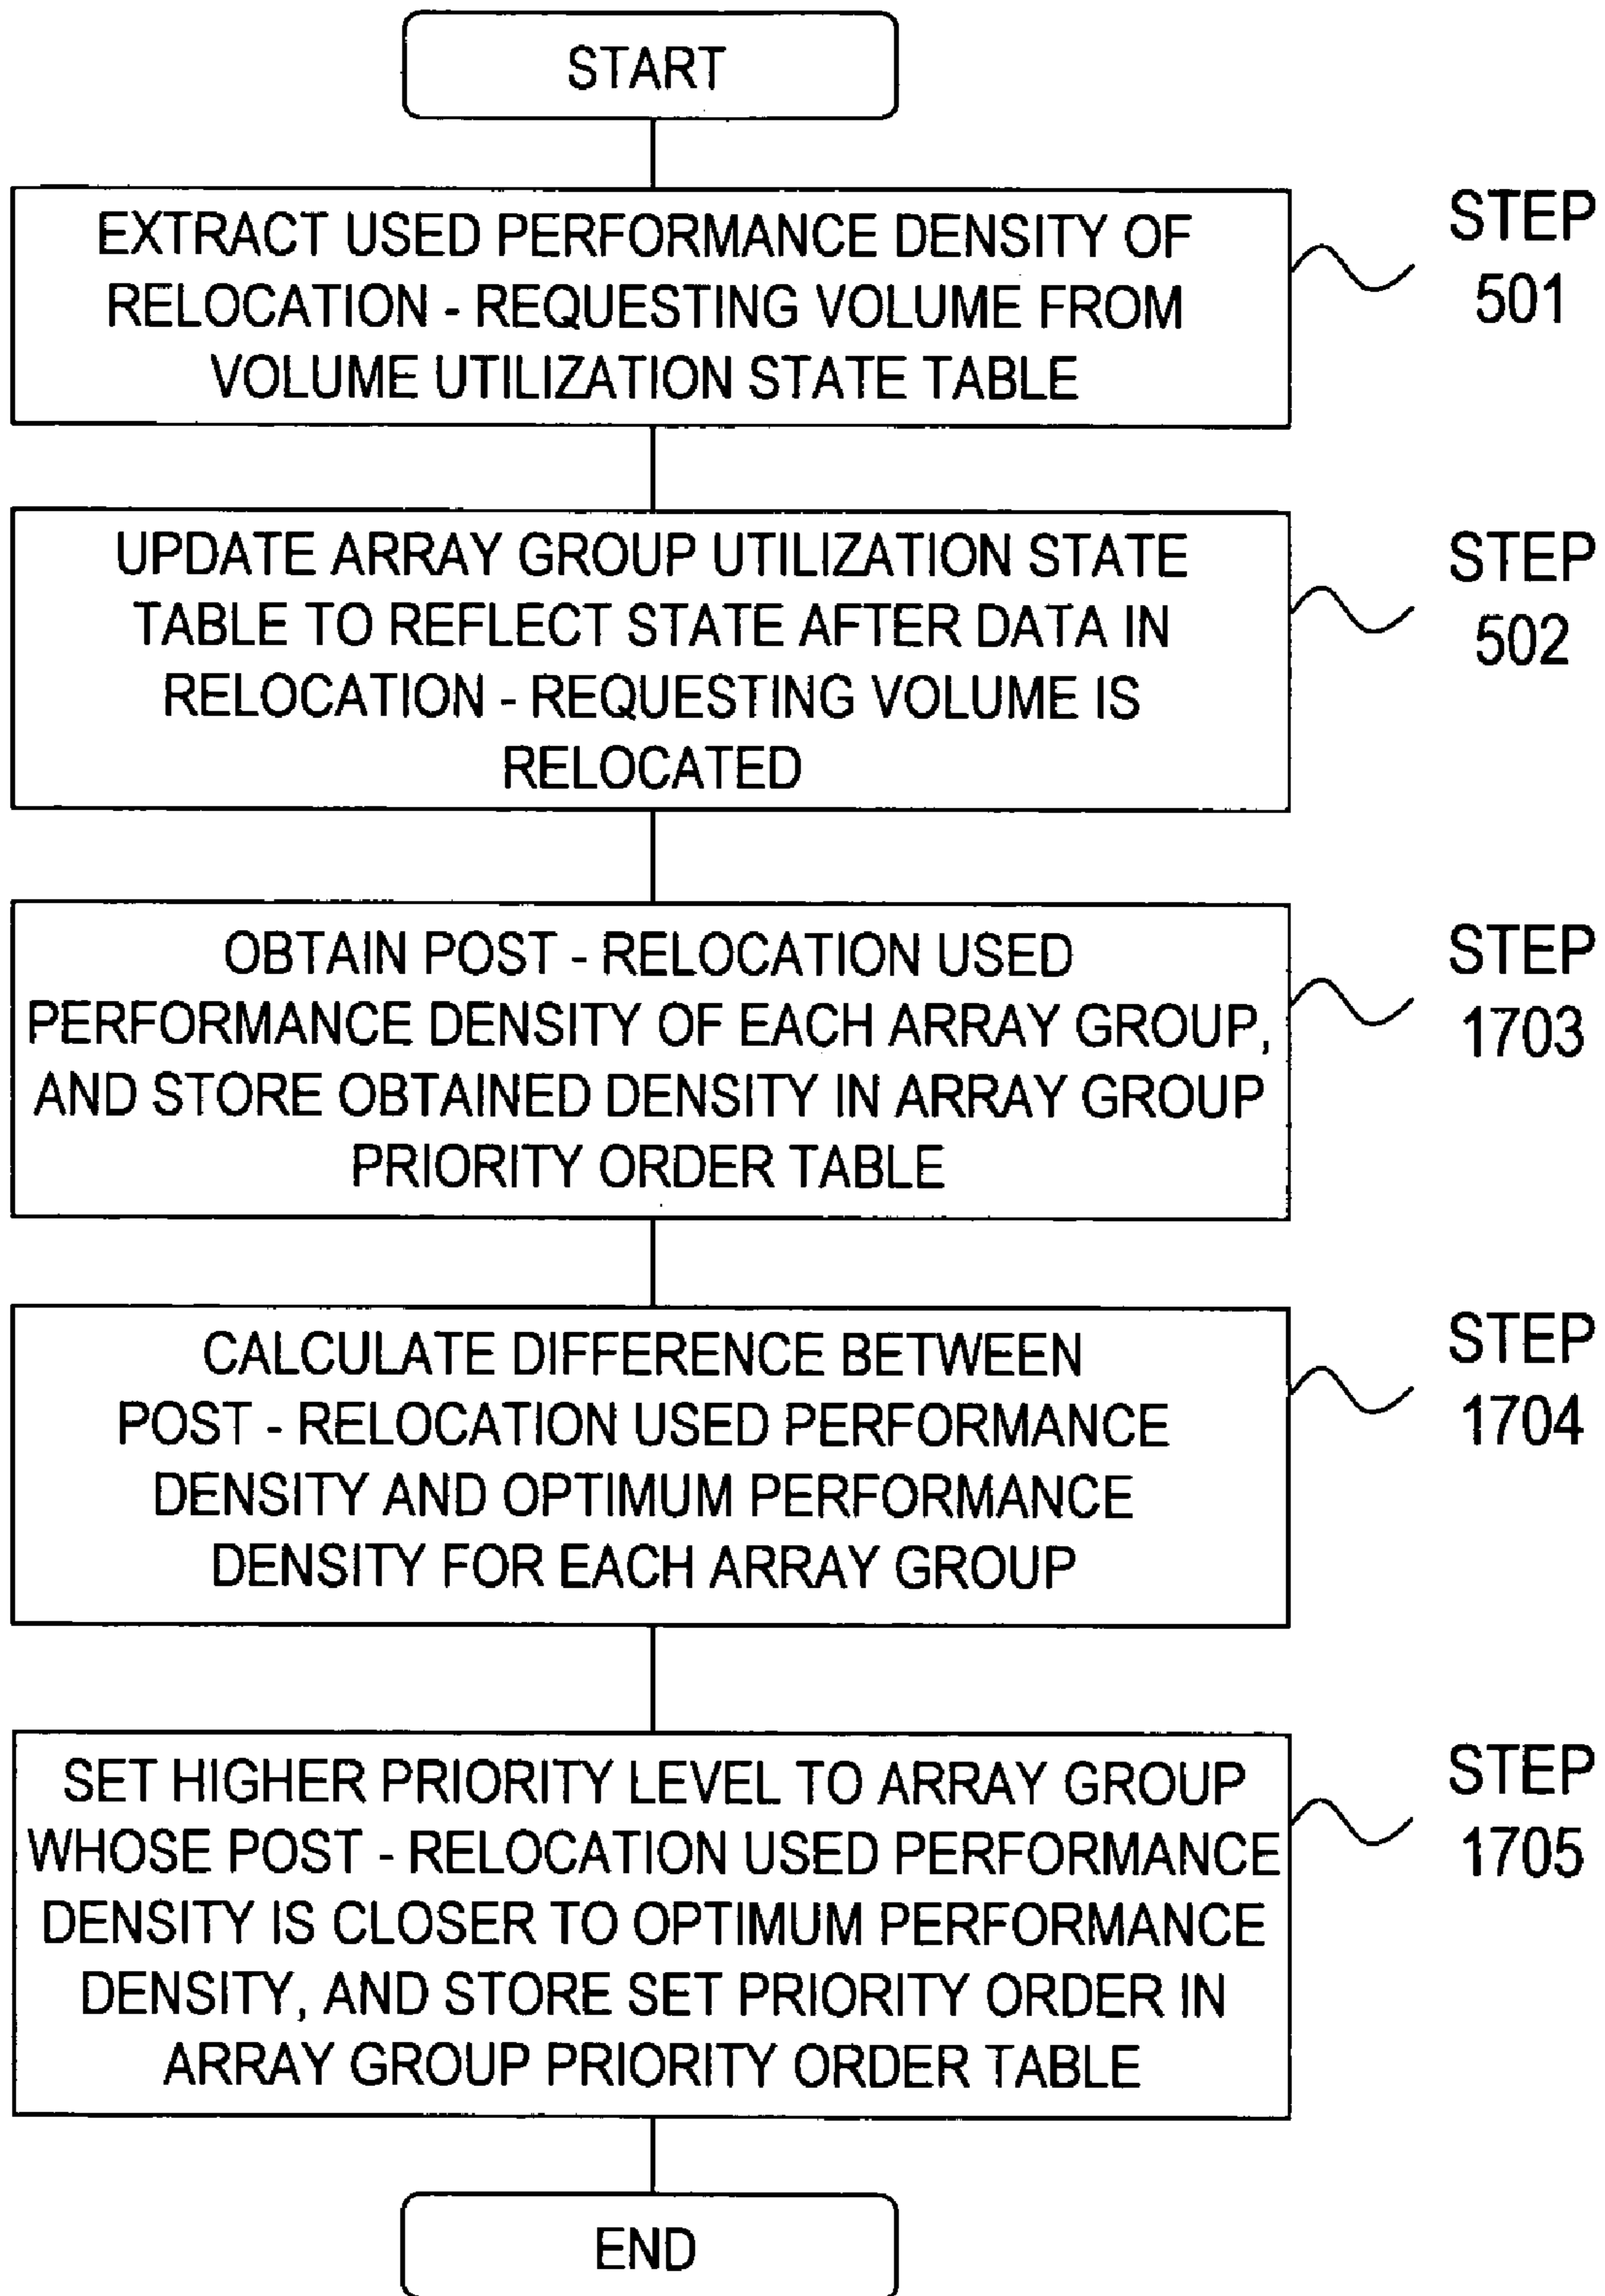 START
EXTRACT USED PERFORMANCE DENSITY OF
RELOCATION - REQUESTING VOLUME FROM
VOLUME UTILIZATION STATE TABLE
STEP
501
UPDATE ARRAY GROUP UTILIZATION STATE
TABLE TO REFLECT STATE AFTER DATA IN
RELOCATION - REQUESTING VOLUME IS
RELOCATED
STEP
502
OBTAIN POST - RELOCATION USED
PERFORMANCE DENSITY OF EACH ARRAY GROUP,
AND STORE OBTAINED DENSITY IN ARRAY GROUP
PRIORITY ORDER TABLE
STEP
1703
CALCULATE DIFFERENCE BETWEEN
POST - RELOCATION USED PERFORMANCE
DENSITY AND OPTIMUM PERFORMANCE
DENSITY FOR EACH ARRAY GROUP
STEP
1704
SET HIGHER PRIORITY LEVEL TO ARRAY GROUP
WHOSE POST - RELOCATION USED PERFORMANCE
DENSITY IS CLOSER TO OPTIMUM PERFORMANCE
DENSITY, AND STORE SET PRIORITY ORDER IN
ARRAY GROUP PRIORITY ORDER TABLE
STEP
1705
END